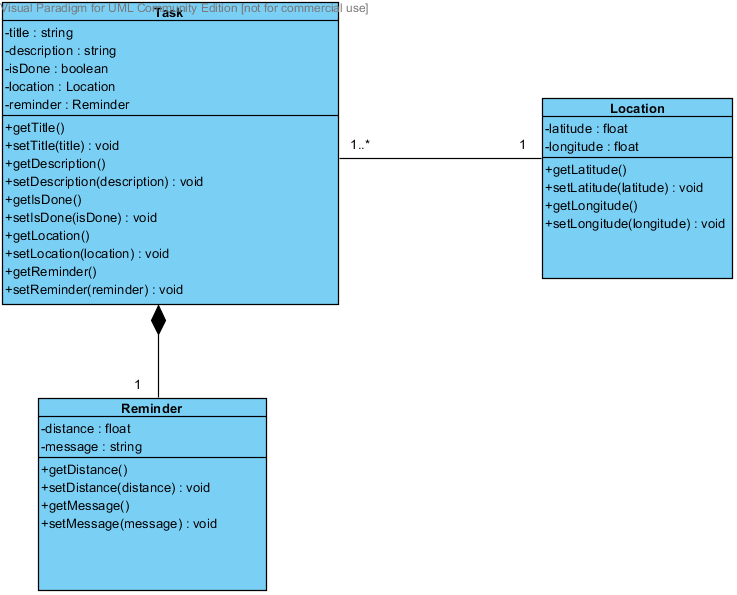 Visual Paradigm for UML Community Edition [not for commercial use]
Task
-title : string
-description : string
-isDone : boolean
-location : Location
-reminder : Reminder
+getTitle()
+setTitle(title) : void
+getDescription()
+setDescription(description) : void
+getIsDone()
+setIsDone(isDone) : void
+getLocation()
+setLocation(location) : void
+getReminder()
+setReminder(reminder) : void
1..*
1
Location
-latitude : float
-longitude : float
+getLatitude()
+setLatitude(latitude) : void
+getLongitude()
+setLongitude(longitude) : void
1
Reminder
-distance : float
-message : string
+getDistance()
+setDistance(distance) : void
+getMessage()
+setMessage(message) : void